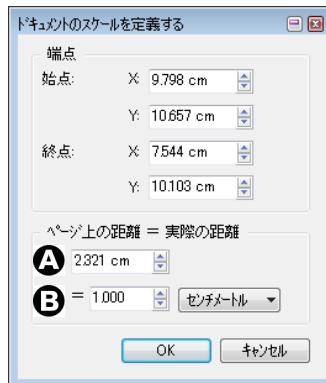 ドキュメントのスケールを定義する
端点
始点: X: 9.798 cm
Y: 10.657 cm
終点: X: 7.544 cm
Y: 10.103 cm
ページ上の距離 = 実際の距離
A 2.321 cm
B = 1.000 センチメートル
OK キャンセル